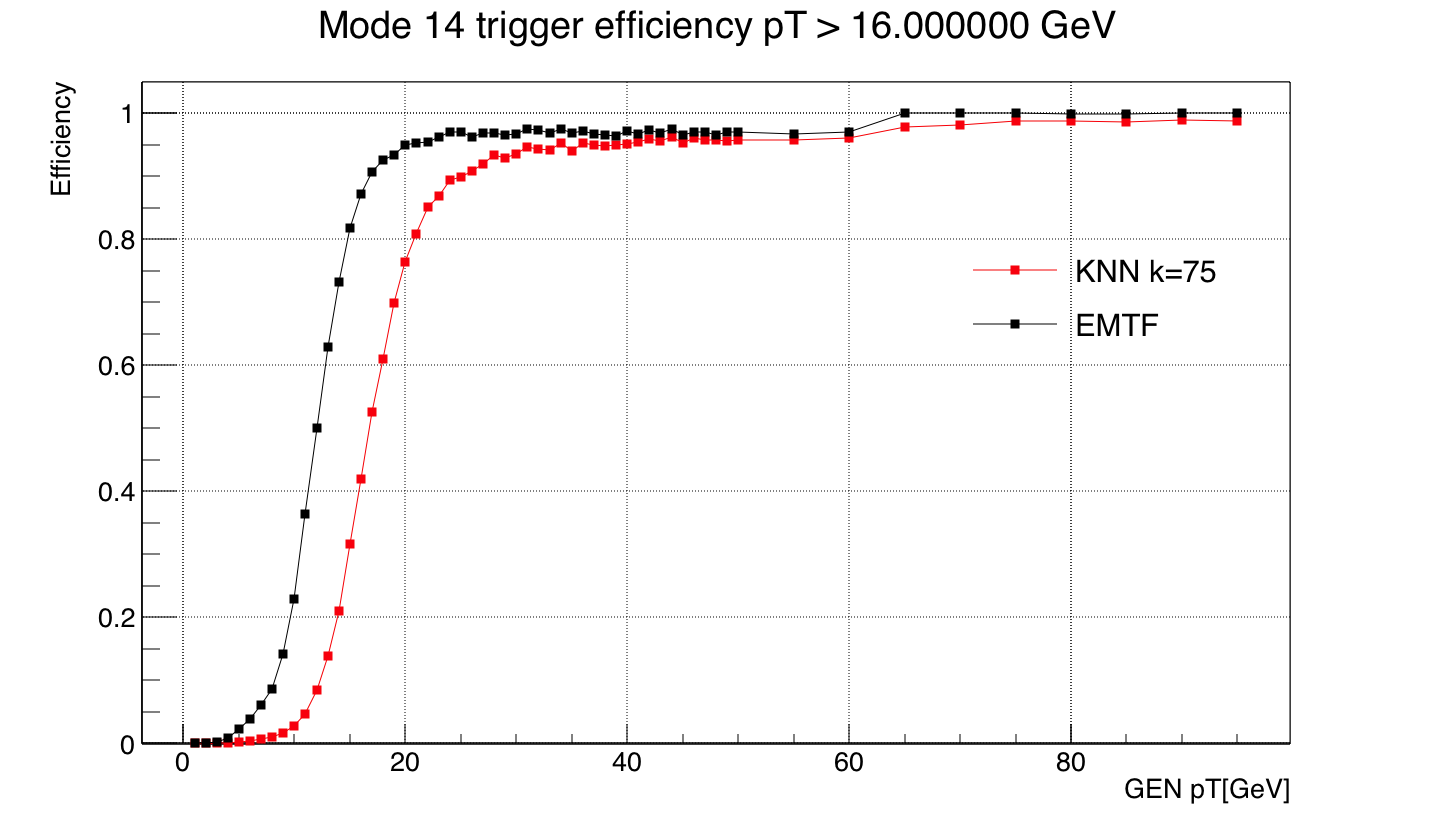 Mode 14 trigger efficiency pT > 16.000000 GeV
Efficiency
1
0.8
0.6
0.4
0.2
0
KNN k=75
EMTF
0 20 40 60 80
GEN pT[GeV]